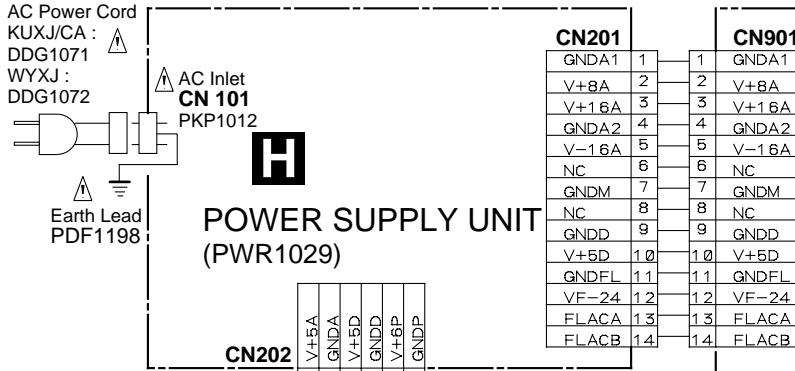 AC Power Cord
KUXJ/CA :
DDG1071
WYXJ :
DDG1072
AC Inlet
CN 101
PKP1012
Earth Lead
PDF1198
H
POWER SUPPLY UNIT
(PWR1029)
CN201
GNDA1 1
V+8A 2
V+16A 3
GNDA2 4
V-16A 5
NC 6
GNDM 7
NC 8
GNDD 9
V+5D 10
GNDFL 11
VF-24 12
FLACA 13
FLACB 14
CN901
1 GNDA1
2 V+8A
3 V+16A
4 GNDA2
5 V-16A
6 NC
7 GNDM
8 NC
9 GNDD
10 V+5D
11 GNDFL
12 VF-24
13 FLACA
14 FLACB
CN202
V+5A
GNDA
V+5D
GNDD
V+6P
GNDP